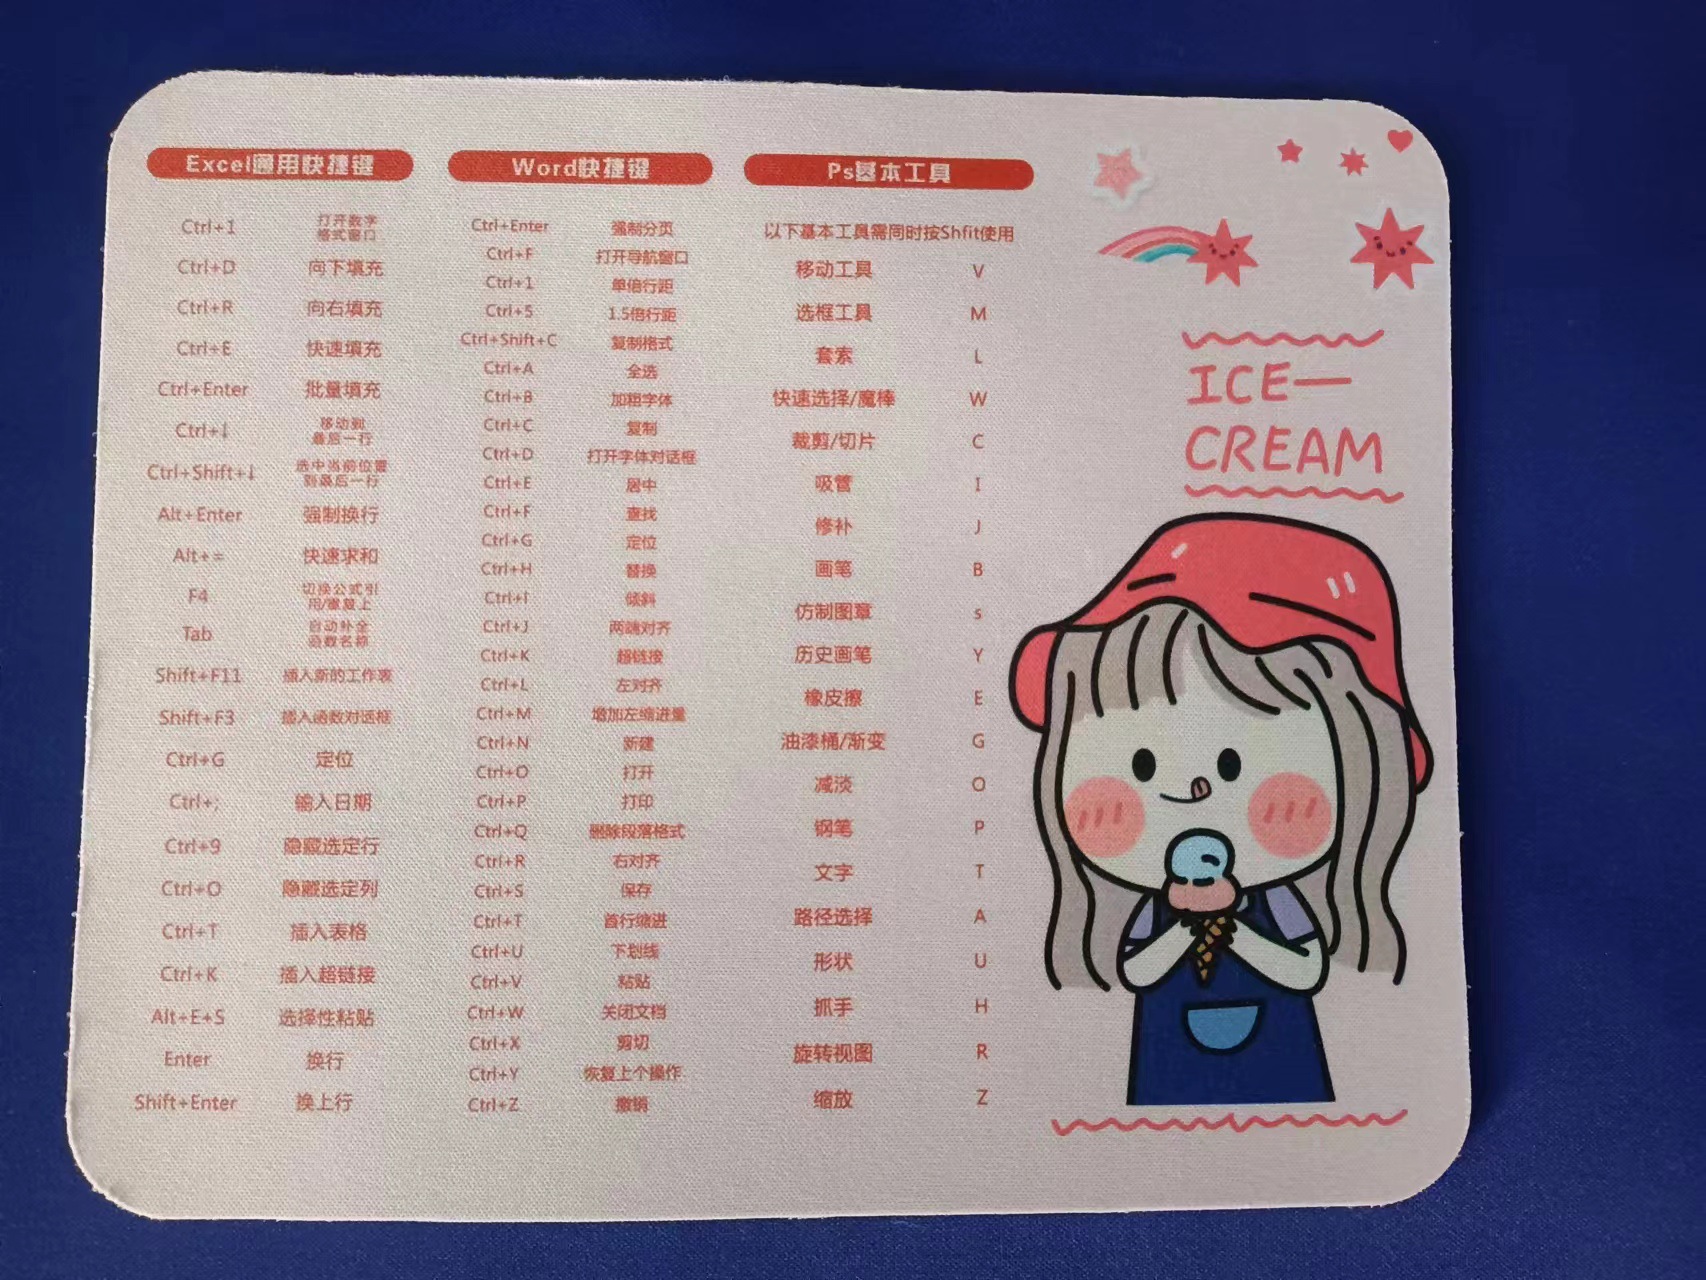 Excel通用快捷键
Ctrl+1 打开数字
格式窗口
Ctrl+D 向下填充
Ctrl+R 向右填充
Ctrl+E 快速填充
Ctrl+Enter 批量填充
Ctrl+↓ 移动到
最后一行
Ctrl+Shift+↓ 选中当前位置
到最后一行
Alt+Enter 强制换行
Alt+= 快速求和
F4 切换公式引
用/重复上
Tab 自动补全
函数名称
Shift+F11 插入新的工作表
Shift+F3 插入函数对话框
Ctrl+G 定位
Ctrl+; 输入日期
Ctrl+9 隐藏选定行
Ctrl+O 隐藏选定列
Ctrl+T 插入表格
Ctrl+K 插入超链接
Alt+E+S 选择性粘贴
Enter 换行
Shift+Enter 换上行
Word快捷键
Ctrl+Enter 强制分页
Ctrl+F 打开导航窗口
Ctrl+1 单倍行距
Ctrl+5 1.5倍行距
Ctrl+Shift+C 复制格式
Ctrl+A 全选
Ctrl+B 加粗字体
Ctrl+C 复制
Ctrl+D 打开字体对话框
Ctrl+E 居中
Ctrl+F 查找
Ctrl+G 定位
Ctrl+H 替换
Ctrl+I 倾斜
Ctrl+J 两端对齐
Ctrl+K 超链接
Ctrl+L 左对齐
Ctrl+M 增加左缩进量
Ctrl+N 新建
Ctrl+O 打开
Ctrl+P 打印
Ctrl+Q 删除段落格式
Ctrl+R 右对齐
Ctrl+S 保存
Ctrl+T 首行缩进
Ctrl+U 下划线
Ctrl+V 粘贴
Ctrl+W 关闭文档
Ctrl+X 剪切
Ctrl+Y 恢复上个操作
Ctrl+Z 撤销
Ps基本工具
以下基本工具需同时按Shfit使用
移动工具 V
选框工具 M
套索 L
快速选择/魔棒 W
裁剪/切片 C
吸管 I
修补 J
画笔 B
仿制图章 s
历史画笔 Y
橡皮擦 E
油漆桶/渐变 G
减淡 O
钢笔 P
文字 T
路径选择 A
形状 U
抓手 H
旋转视图 R
缩放 Z
ICE—
CREAM